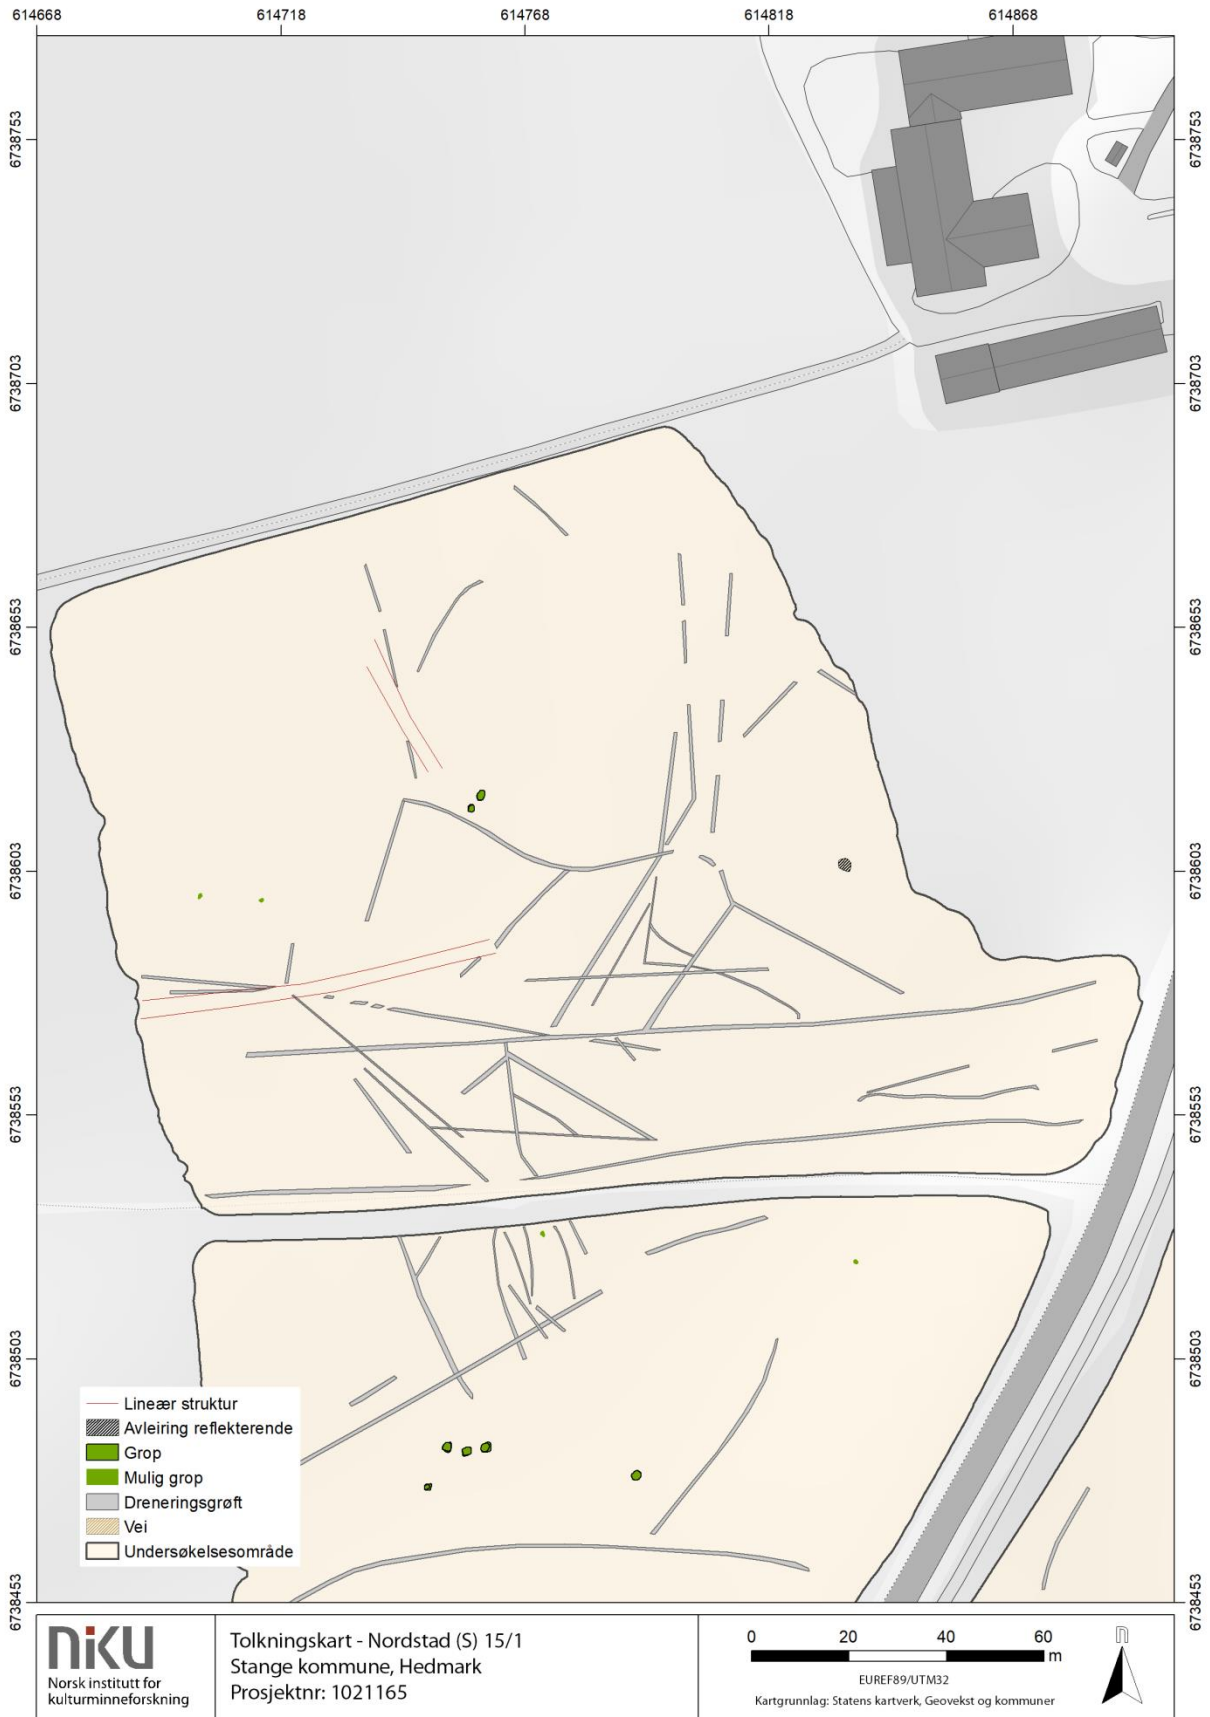 614668
614718
614768
614818
614868
6738753
6738753
6738703
6738703
6738653
6738653
6738603
6738603
6738553
6738553
6738503
6738503
6738453
6738453
Lineær struktur
Avleiring reflekterende
Grop
Mulig grop
Dreneringsgrøft
Vei
Undersøkelsesområde
niku
Norsk institutt for
kulturminneforskning
Tolkningskart - Nordstad (S) 15/1
Stange kommune, Hedmark
Prosjektnr: 1021165
0 20 40 60
m
EUREF89/UTM32
Kartgrunnlag: Statens kartverk, Geovekst og kommuner
n